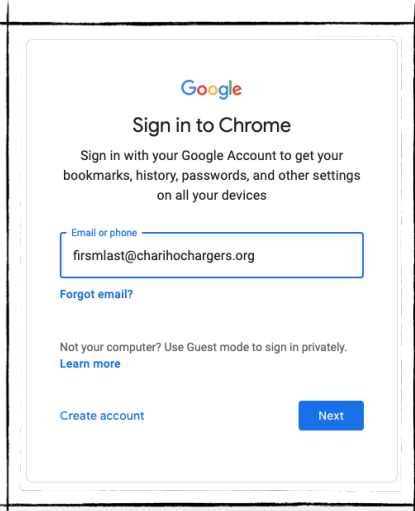 Google
Sign in to Chrome
Sign in with your Google Account to get your
bookmarks, history, passwords, and other settings
on all your devices
Email or phone
firsmlast@charihochargers.org
Forgot email?
Not your computer? Use Guest mode to sign in privately.
Learn more
Create account
Next